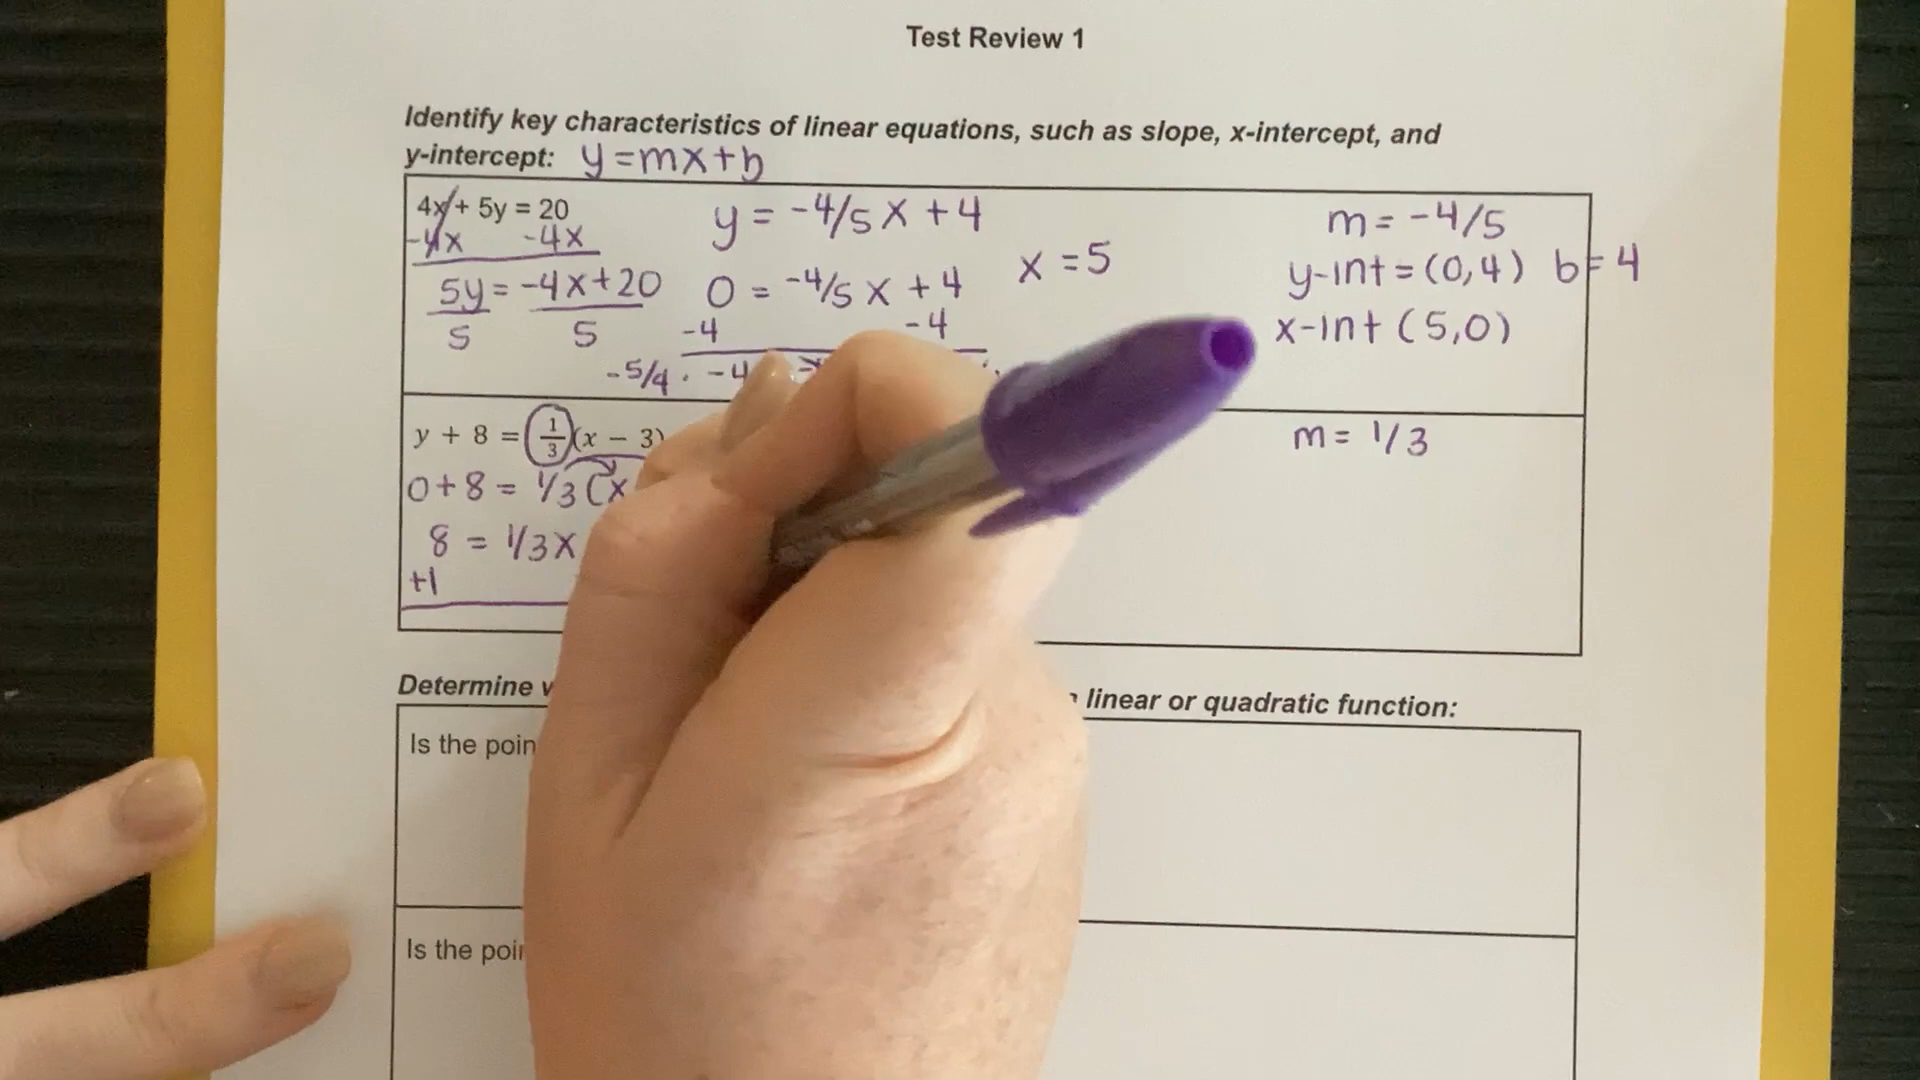 Test Review 1
Identify key characteristics of linear equations, such as slope, x-intercept, and
y-intercept: y=mx+b
4x + 5y = 20
-4x -4x
5y = -4x+20
5 5
y = -4/5 x + 4
0 = -4/5 x + 4
-4 -4
-5/4 · -4
x = 5
m = -4/5
y-int = (0,4) b = 4
x-int (5,0)
y + 8 = 1/3 (x − 3)
0+8 = 1/3 (x
8 = 1/3x
+1
m = 1/3
Determine linear or quadratic function:
Is the
Is the